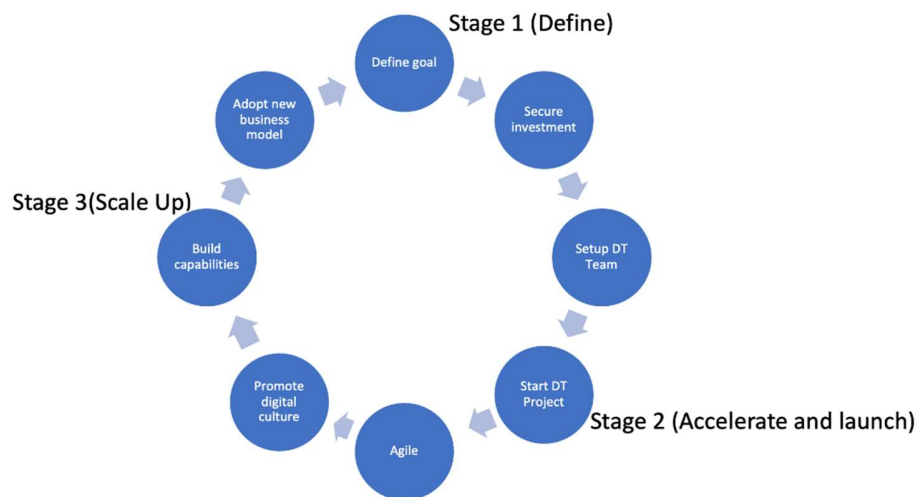 Stage 1 (Define)
Define goal
Secure
investment
Setup DT
Team
Start DT
Project
Stage 2 (Accelerate and launch)
Agile
Promote
digital
culture
Build
capabilities
Stage 3(Scale Up)
Adopt new
business
model